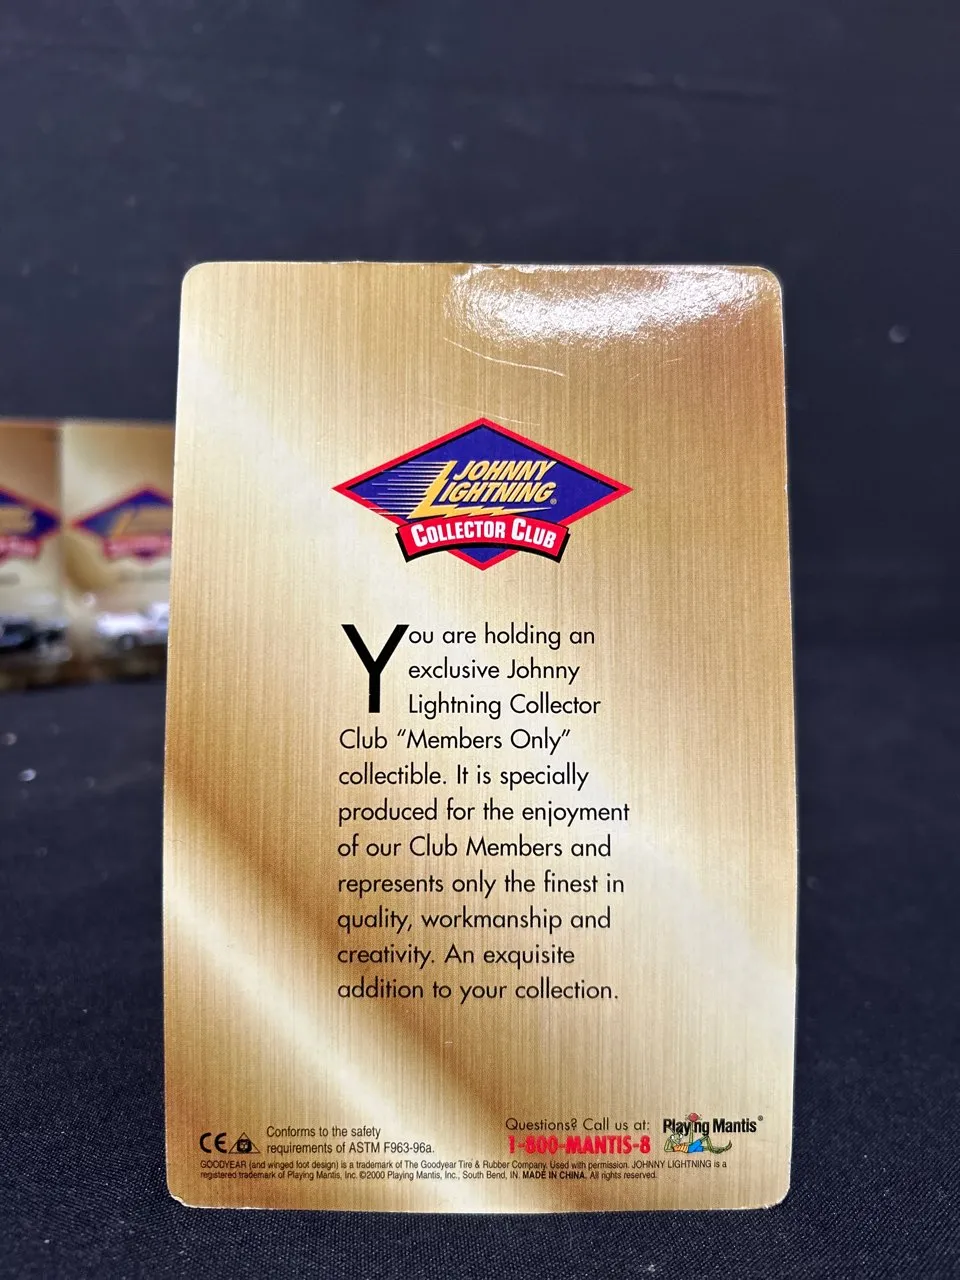 JOHNNY
LIGHTNING®
COLLECTOR CLUB
You are holding an
exclusive Johnny
Lightning Collector
Club “Members Only”
collectible. It is specially
produced for the enjoyment
of our Club Members and
represents only the finest in
quality, workmanship and
creativity. An exquisite
addition to your collection.
CE
Conforms to the safety
requirements of ASTM F963-96a.
Questions? Call us at:
1-800-MANTIS-8
Playing Mantis®
GOODYEAR (and winged foot design) is a trademark of The Goodyear Tire & Rubber Company. Used with permission. JOHNNY LIGHTNING is a
registered trademark of Playing Mantis, Inc. ©2000 Playing Mantis, Inc., South Bend, IN. MADE IN CHINA. All rights reserved.